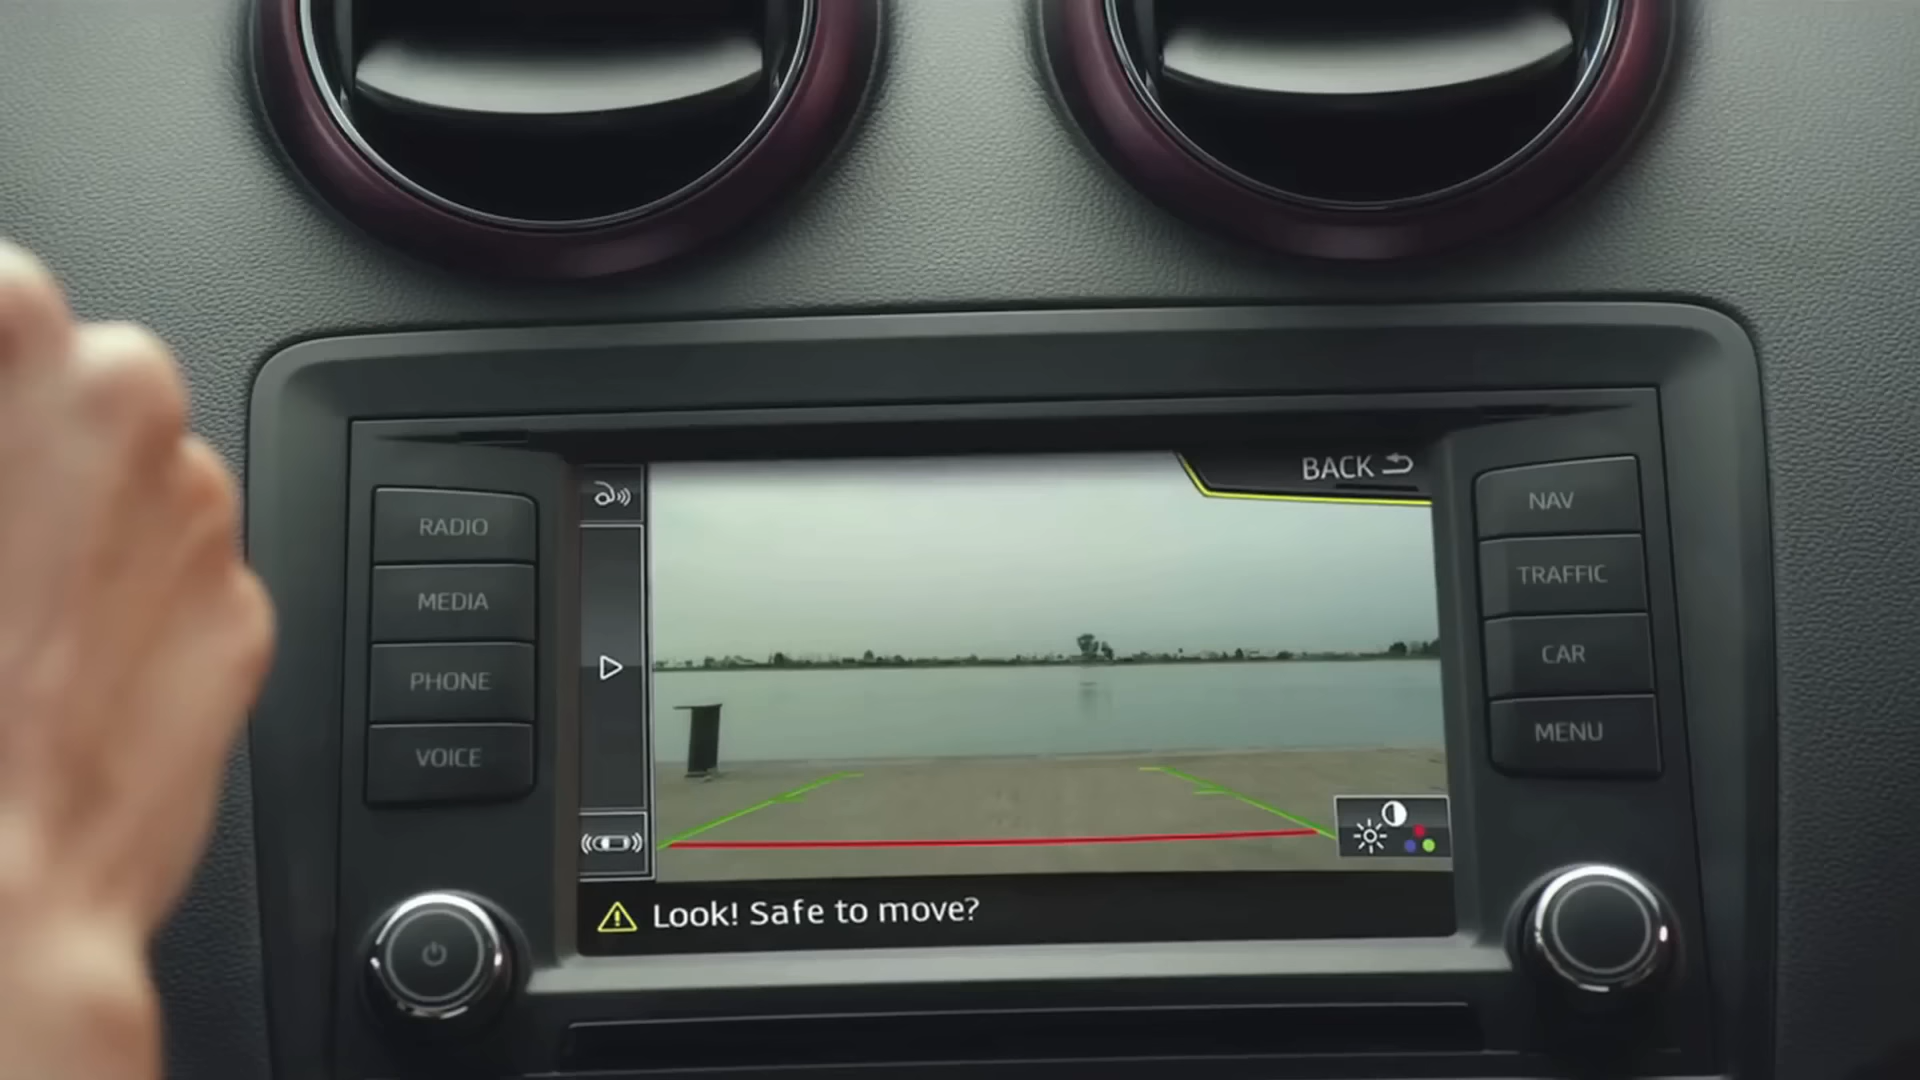 BACK
RADIO
MEDIA
PHONE
VOICE
NAV
TRAFFIC
CAR
MENU
Look! Safe to move?